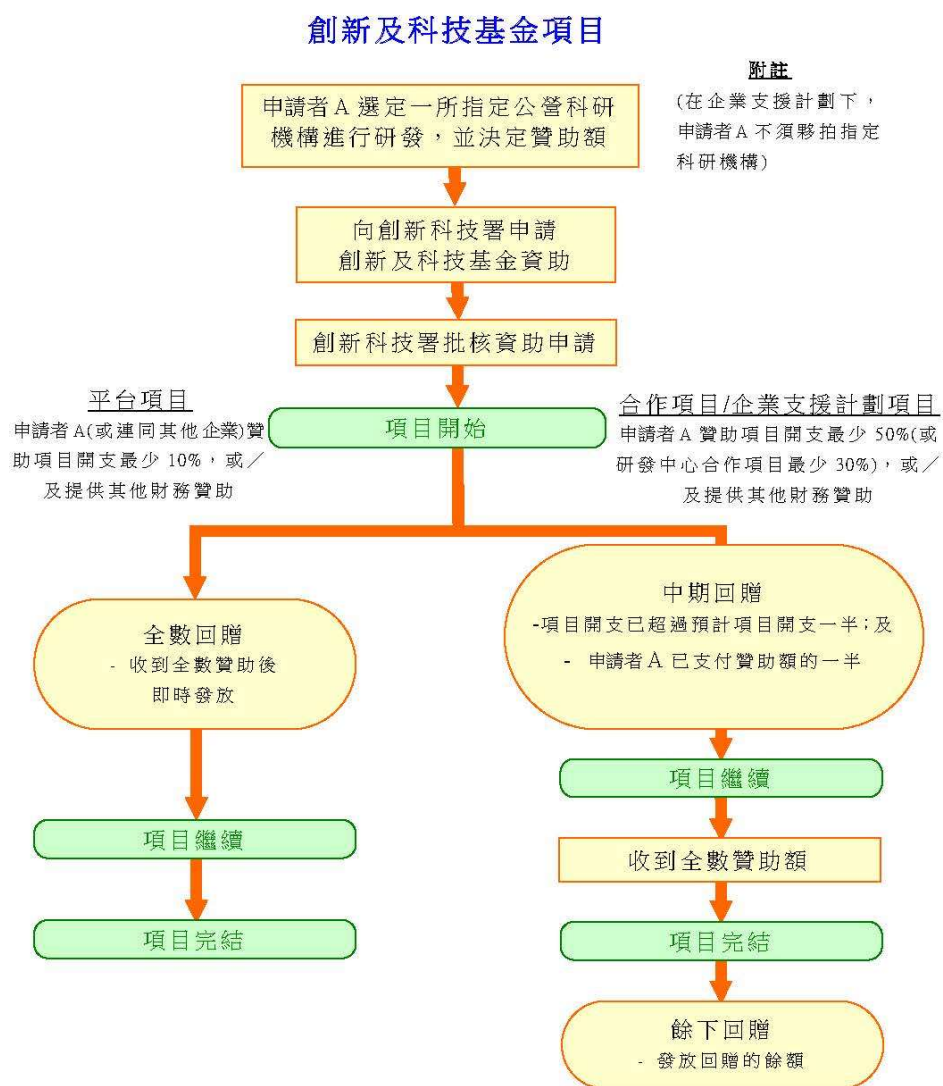 創新及科技基金項目
附註
(在企業支援計劃下，
申請者A不須夥拍指定
科研機構)
申請者A選定一所指定公營科研
機構進行研發，並決定贊助額
向創新科技署申請
創新及科技基金資助
創新科技署批核資助申請
項目開始
平台項目
申請者A(或連同其他企業)贊
助項目開支最少10%，或／
及提供其他財務贊助
合作項目/企業支援計劃項目
申請者A贊助項目開支最少50%(或
研發中心合作項目最少30%)，或／
及提供其他財務贊助
全數回贈
- 收到全數贊助後
即時發放
項目繼續
項目完結
中期回贈
-項目開支已超過預計項目開支一半；及
- 申請者A已支付贊助額的一半
項目繼續
收到全數贊助額
項目完結
餘下回贈
- 發放回贈的餘額